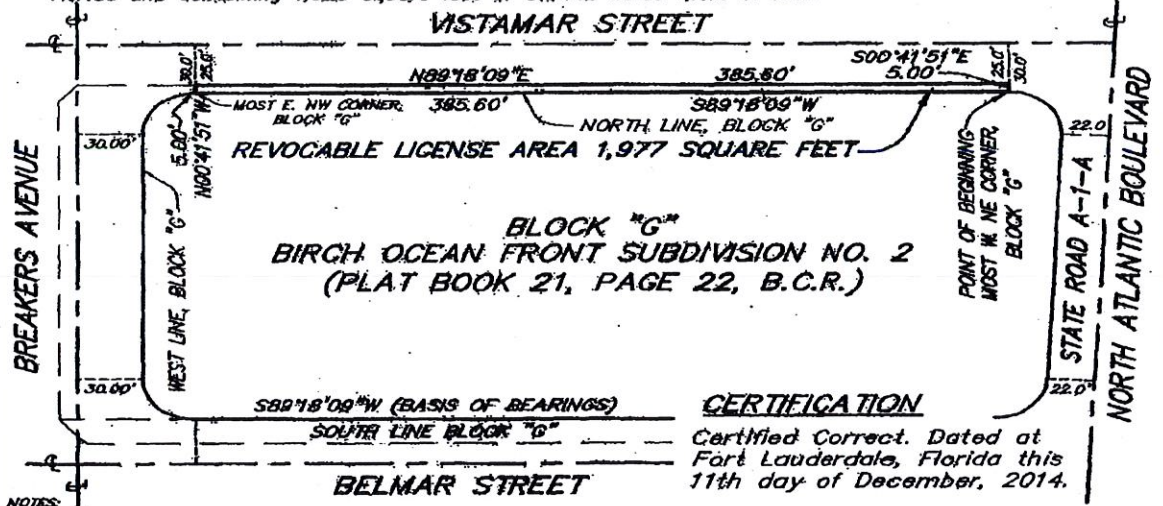 VISTAMAR STREET
30.0'
25.0'
N89°18'09"E
385.60'
S00°41'51"E
5.00'
25.0'
30.0'
MOST E. NW CORNER,
BLOCK "G"
385.60'
S89°18'09"W
NORTH LINE, BLOCK "G"
5.00'
N00°41'51"W
REVOCABLE LICENSE AREA 1,977 SQUARE FEET
30.00'
22.0
BREAKERS AVENUE
WEST LINE, BLOCK "G"
BLOCK "G"
BIRCH OCEAN FRONT SUBDIVISION NO. 2
(PLAT BOOK 21, PAGE 22, B.C.R.)
POINT OF BEGINNING
MOST W. NE CORNER,
BLOCK "G"
STATE ROAD A-1-A
NORTH ATLANTIC BOULEVARD
30.00'
22.0'
S89°18'09"W (BASIS OF BEARINGS)
SOUTH LINE BLOCK "G"
BELMAR STREET
CERTIFICATION
Certified Correct. Dated at
Fort Lauderdale, Florida this
11th day of December, 2014.
NOTES: